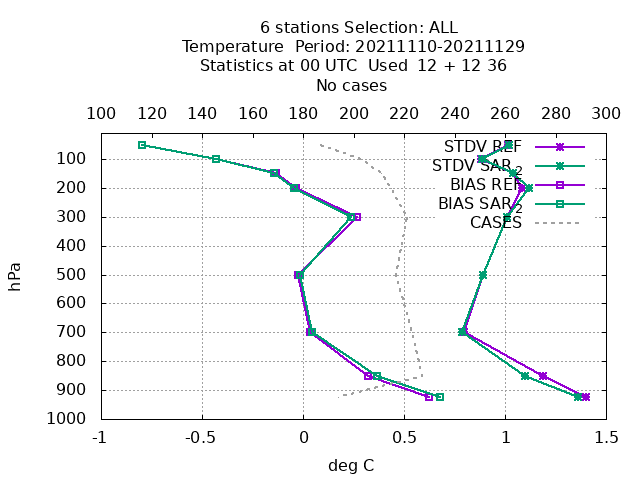 6 stations Selection: ALL
Temperature  Period: 20211110-20211129
Statistics at 00 UTC  Used  12 + 12 36
No cases
100 120 140 160 180 200 220 240 260 280 300
STDV REF
STDV SAR_2
BIAS REF
BIAS SAR_2
CASES
hPa
100
200
300
400
500
600
700
800
900
1000
-1 -0.5 0 0.5 1 1.5
deg C